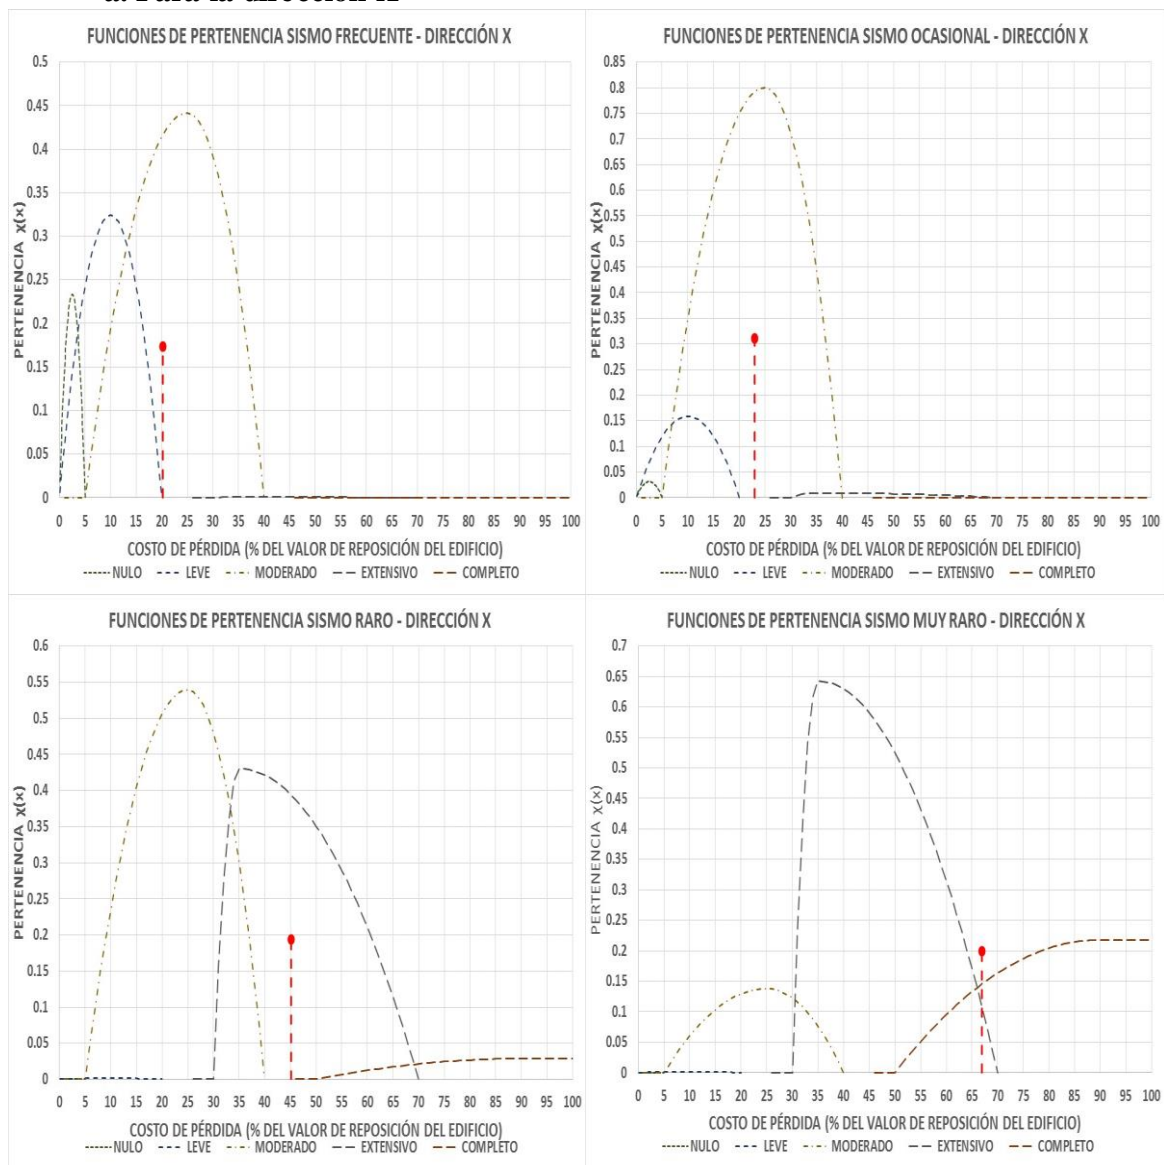 a. Para la dirección X
FUNCIONES DE PERTENENCIA SISMO FRECUENTE - DIRECCIÓN X
0.5
0.45
0.4
0.35
0.3
0.25
0.2
0.15
0.1
0.05
0
PERTENENCIA χ(x)
0 5 10 15 20 25 30 35 40 45 50 55 60 65 70 75 80 85 90 95 100
COSTO DE PÉRDIDA (% DEL VALOR DE REPOSICIÓN DEL EDIFICIO)
NULO LEVE MODERADO EXTENSIVO COMPLETO
FUNCIONES DE PERTENENCIA SISMO OCASIONAL - DIRECCIÓN X
0.85
0.8
0.75
0.7
0.65
0.6
0.55
0.5
0.45
0.4
0.35
0.3
0.25
0.2
0.15
0.1
0.05
0
PERTENENCIA χ(x)
0 5 10 15 20 25 30 35 40 45 50 55 60 65 70 75 80 85 90 95 100
COSTO DE PÉRDIDA (% DEL VALOR DE REPOSICIÓN DEL EDIFICIO)
NULO LEVE MODERADO EXTENSIVO COMPLETO
FUNCIONES DE PERTENENCIA SISMO RARO - DIRECCIÓN X
0.6
0.55
0.5
0.45
0.4
0.35
0.3
0.25
0.2
0.15
0.1
0.05
0
PERTENENCIA χ(x)
0 5 10 15 20 25 30 35 40 45 50 55 60 65 70 75 80 85 90 95 100
COSTO DE PÉRDIDA (% DEL VALOR DE REPOSICIÓN DEL EDIFICIO)
NULO LEVE MODERADO EXTENSIVO COMPLETO
FUNCIONES DE PERTENENCIA SISMO MUY RARO - DIRECCIÓN X
0.7
0.65
0.6
0.55
0.5
0.45
0.4
0.35
0.3
0.25
0.2
0.15
0.1
0.05
0
PERTENENCIA χ(x)
0 5 10 15 20 25 30 35 40 45 50 55 60 65 70 75 80 85 90 95 100
COSTO DE PÉRDIDA (% DEL VALOR DE REPOSICIÓN DEL EDIFICIO)
NULO LEVE MODERADO EXTENSIVO COMPLETO